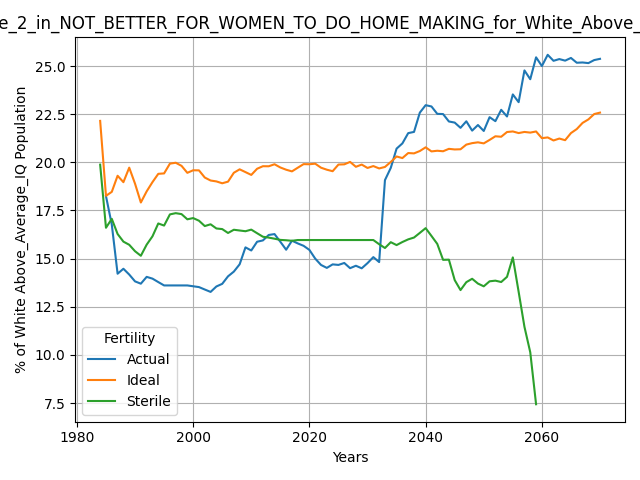 e_2_in_NOT_BETTER_FOR_WOMEN_TO_DO_HOME_MAKING_for_White_Above_
% of White Above_Average_IQ Population
25.0
22.5
20.0
17.5
15.0
12.5
10.0
7.5
Fertility
Actual
Ideal
Sterile
1980
2000
2020
2040
2060
Years